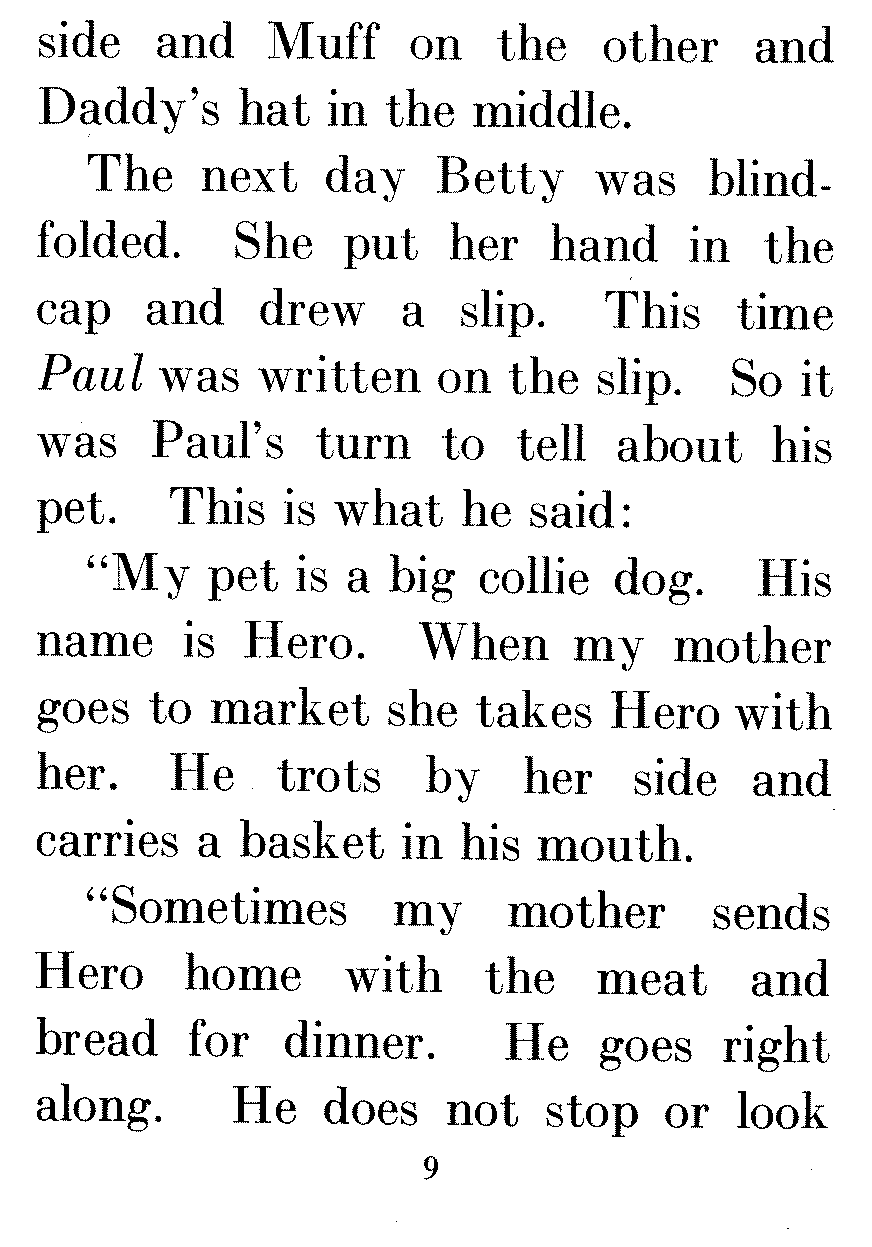 side and Muff on the other and
Daddy's hat in the middle.
The next day Betty was blind-
folded. She put her hand in the
cap and drew a slip. This time
Paul was written on the slip. So it
was Paul's turn to tell about his
pet. This is what he said:
“My pet is a big collie dog. His
name is Hero. When my mother
goes to market she takes Hero with
her. He trots by her side and
carries a basket in his mouth.
“Sometimes my mother sends
Hero home with the meat and
bread for dinner. He goes right
along. He does not stop or look
9